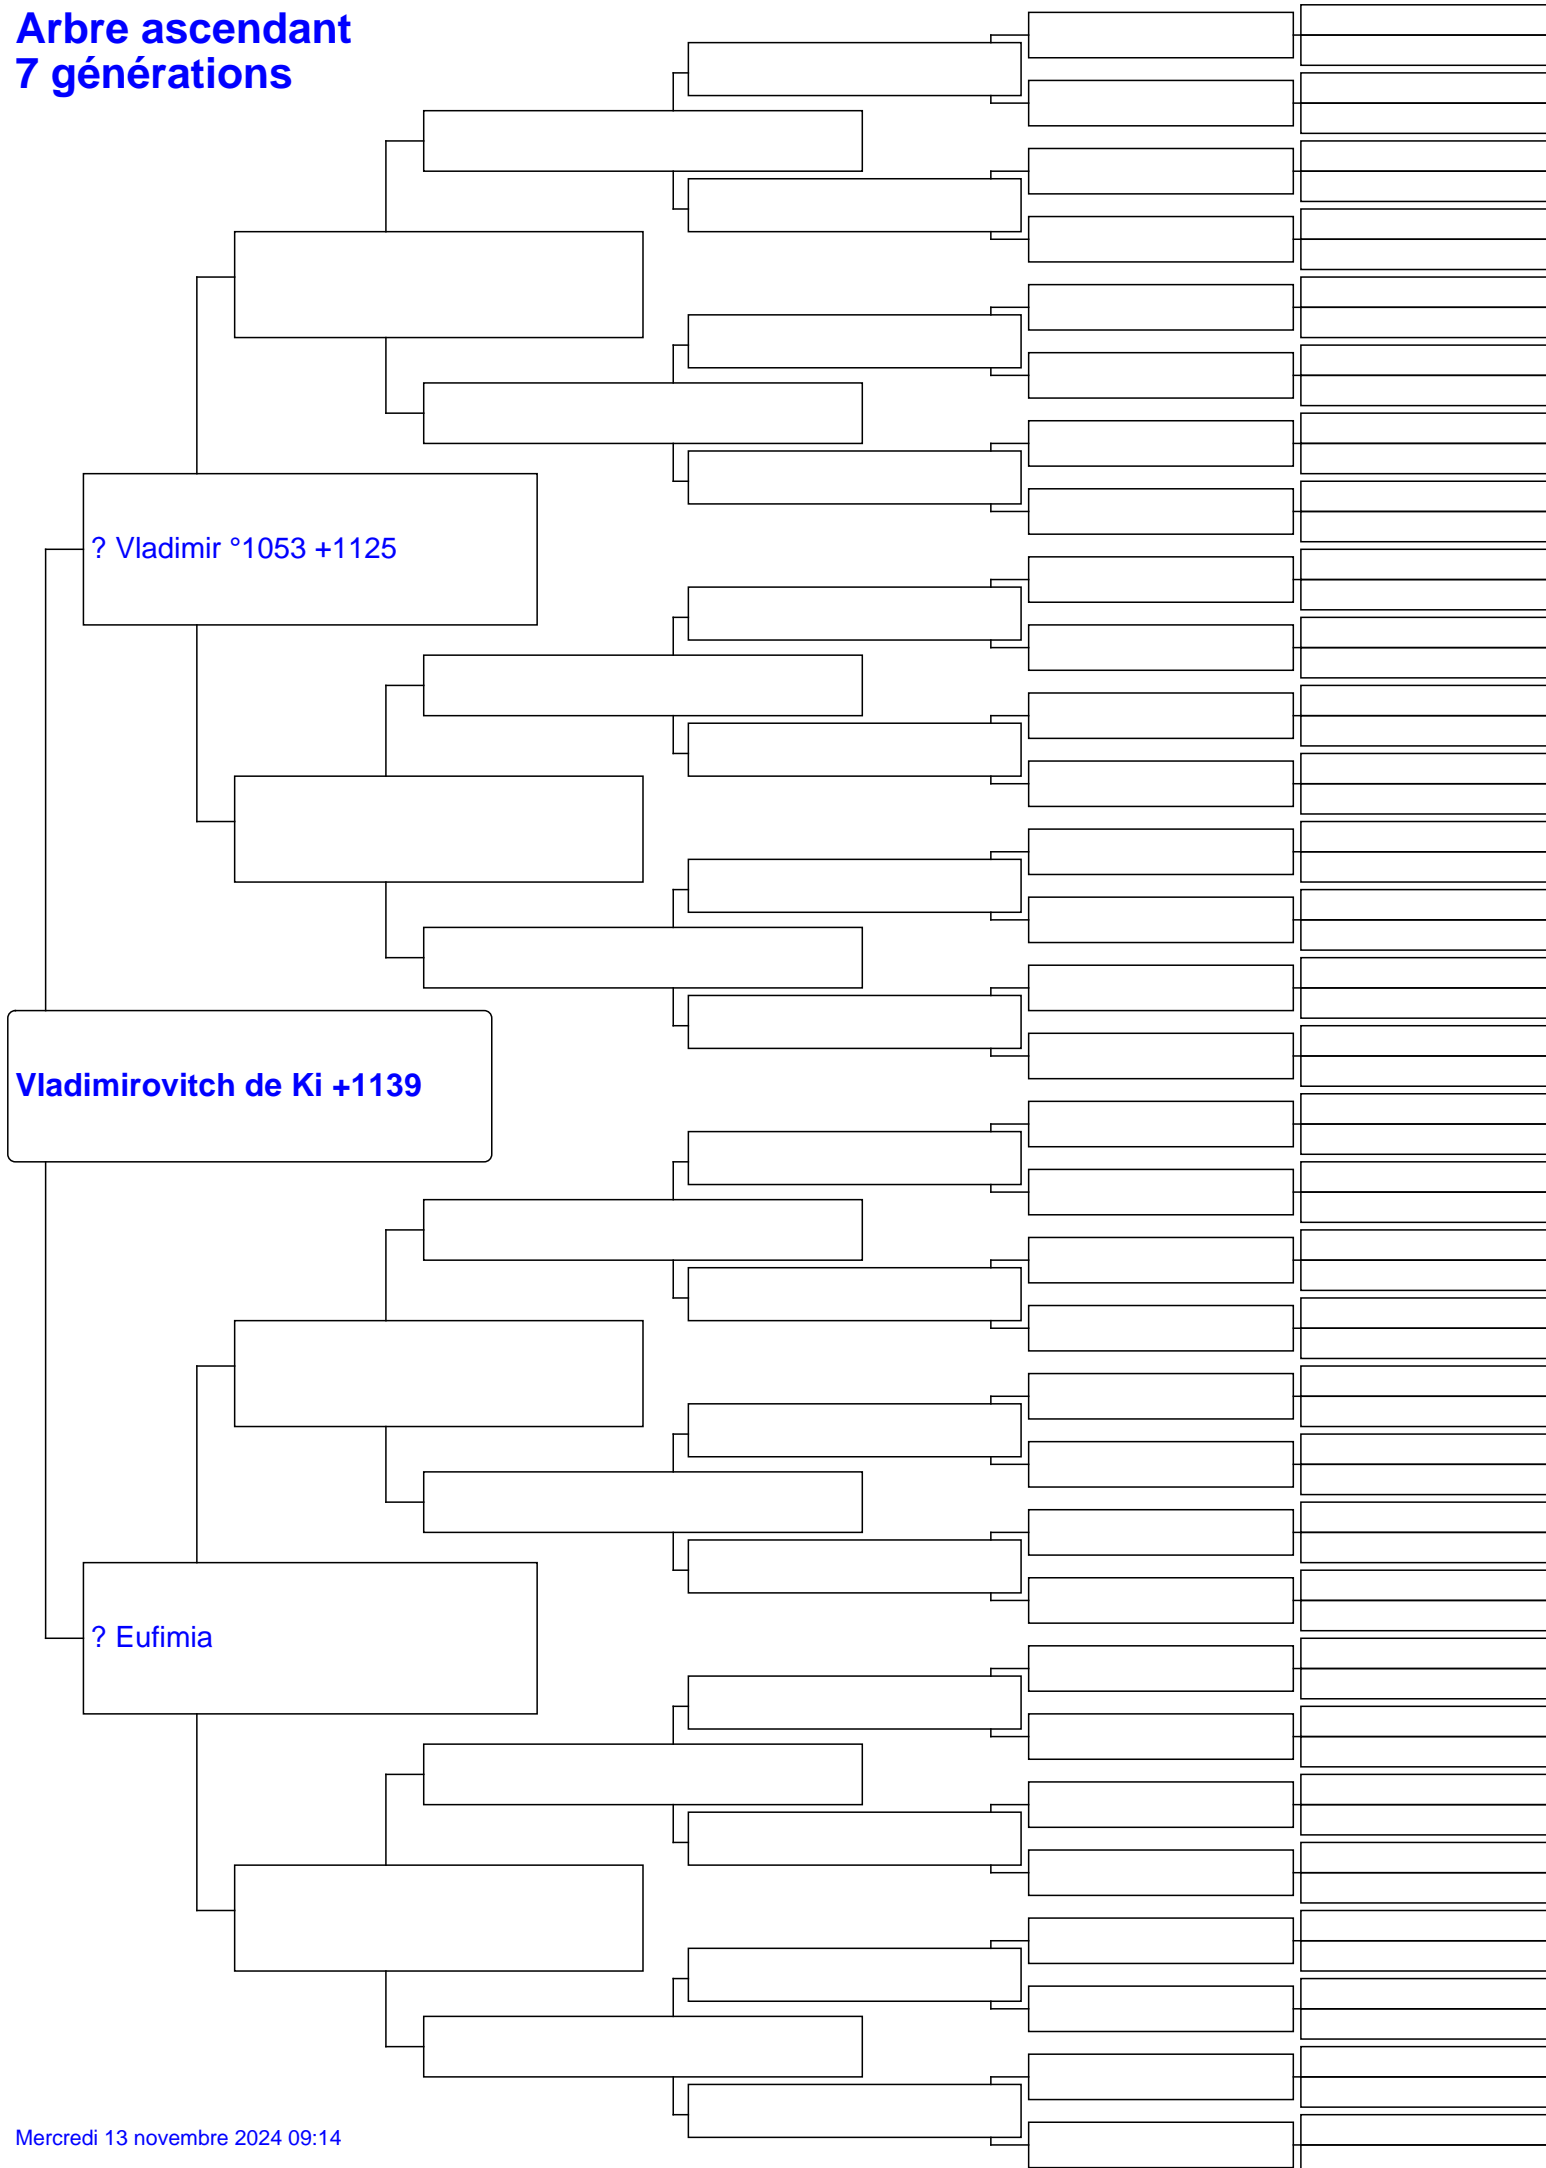 Arbre ascendant
7 générations
? Vladimir °1053 +1125
Vladimirovitch de Ki +1139
? Eufimia
Mercredi 13 novembre 2024 09:14